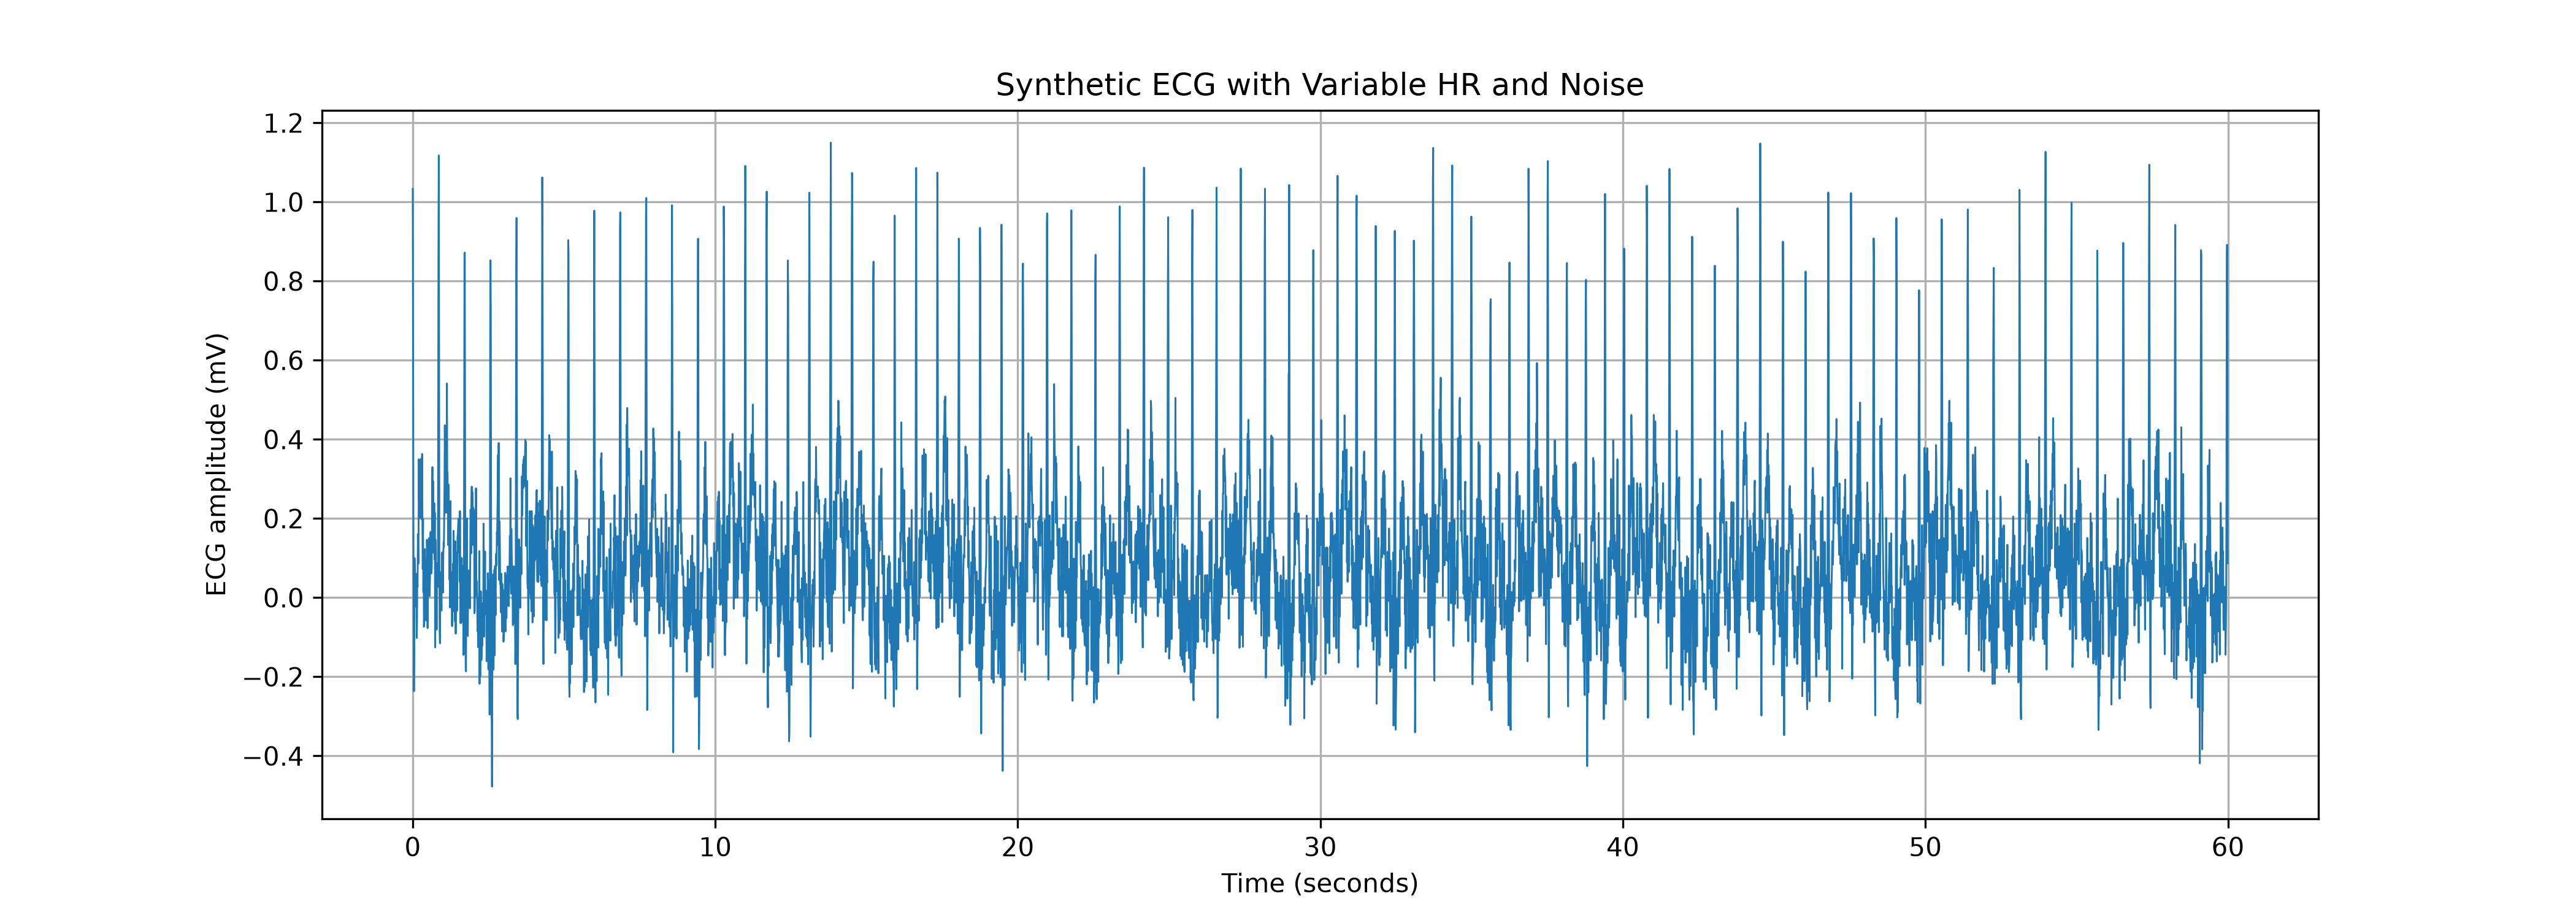 Synthetic ECG with Variable HR and Noise
1.2
1.0
0.8
0.6
0.4
0.2
0.0
−0.2
−0.4
ECG amplitude (mV)
0 10 20 30 40 50 60
Time (seconds)